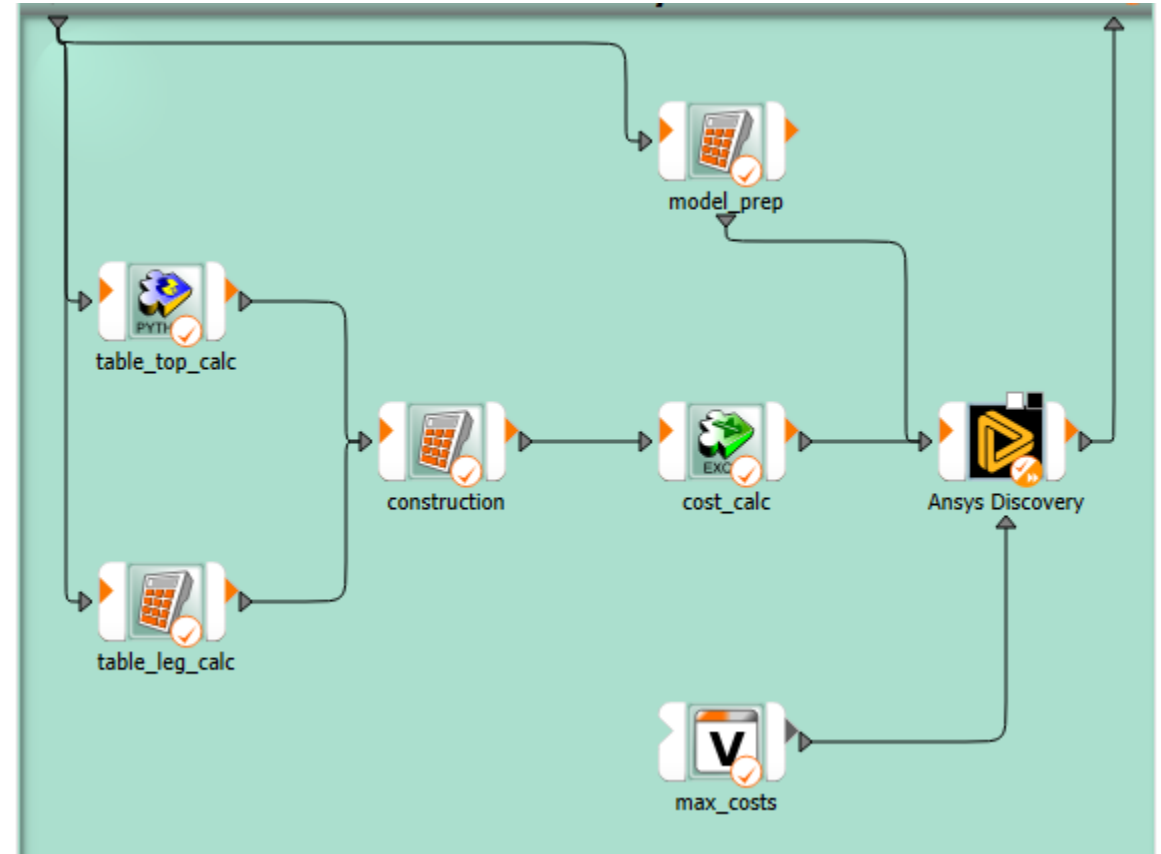 model_prep
table_top_calc
construction
cost_calc
Ansys Discovery
table_leg_calc
V
max_costs